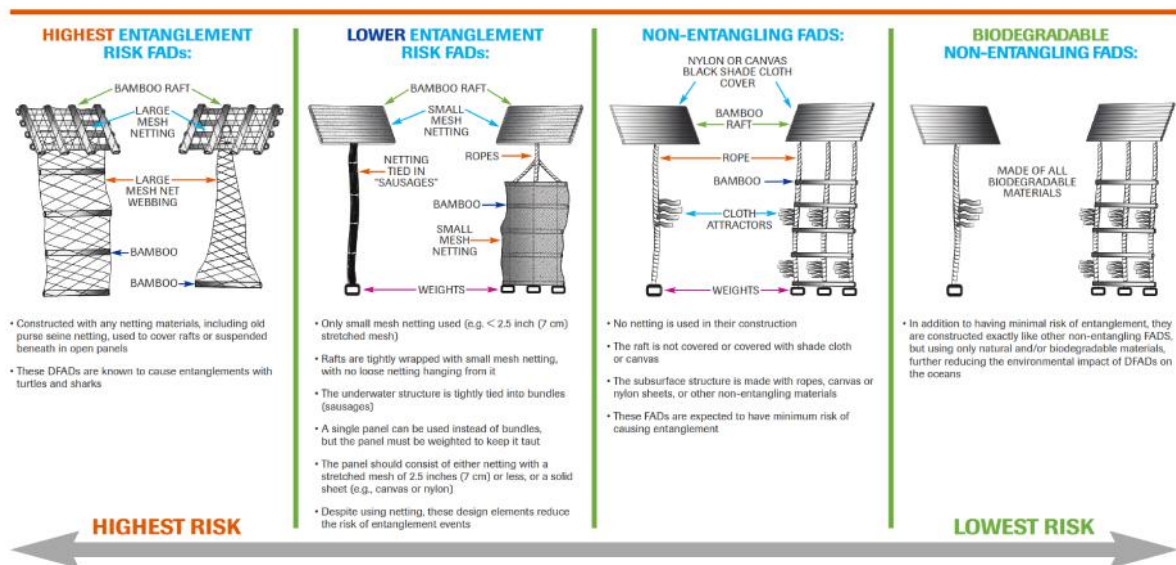 HIGHEST ENTANGLEMENT
RISK FADs:
BAMBOO RAFT
LARGE
MESH
NETTING
LARGE
MESH NET
WEBBING
BAMBOO
BAMBOO
• Constructed with any netting materials, including old
purse seine netting, used to cover rafts or suspended
beneath in open panels
• These DFADs are known to cause entanglements with
turtles and sharks
LOWER ENTANGLEMENT
RISK FADs:
BAMBOO RAFT
SMALL
MESH
NETTING
ROPES
NETTING
TIED IN
"SAUSAGES"
BAMBOO
SMALL
MESH
NETTING
WEIGHTS
• Only small mesh netting used (e.g. < 2.5 inch (7 cm)
stretched mesh)
• Rafts are tightly wrapped with small mesh netting,
with no loose netting hanging from it
• The underwater structure is tightly tied into bundles
(sausages)
• A single panel can be used instead of bundles,
but the panel must be weighted to keep it taut
• The panel should consist of either netting with a
stretched mesh of 2.5 inches (7 cm) or less, or a solid
sheet (e.g., canvas or nylon)
• Despite using netting, these design elements reduce
the risk of entanglement events
NON-ENTANGLING FADS:
NYLON OR CANVAS
BLACK SHADE CLOTH
COVER
BAMBOO
RAFT
ROPE
BAMBOO
CLOTH
ATTRACTORS
WEIGHTS
• No netting is used in their construction
• The raft is not covered or covered with shade cloth
or canvas
• The subsurface structure is made with ropes, canvas or
nylon sheets, or other non-entangling materials
• These FADs are expected to have minimum risk of
causing entanglement
BIODEGRADABLE
NON-ENTANGLING FADS:
MADE OF ALL
BIODEGRADABLE
MATERIALS
• In addition to having minimal risk of entanglement, they
are constructed exactly like other non-entangling FADS,
but using only natural and/or biodegradable materials,
further reducing the environmental impact of DFADs on
the oceans
HIGHEST RISK
LOWEST RISK